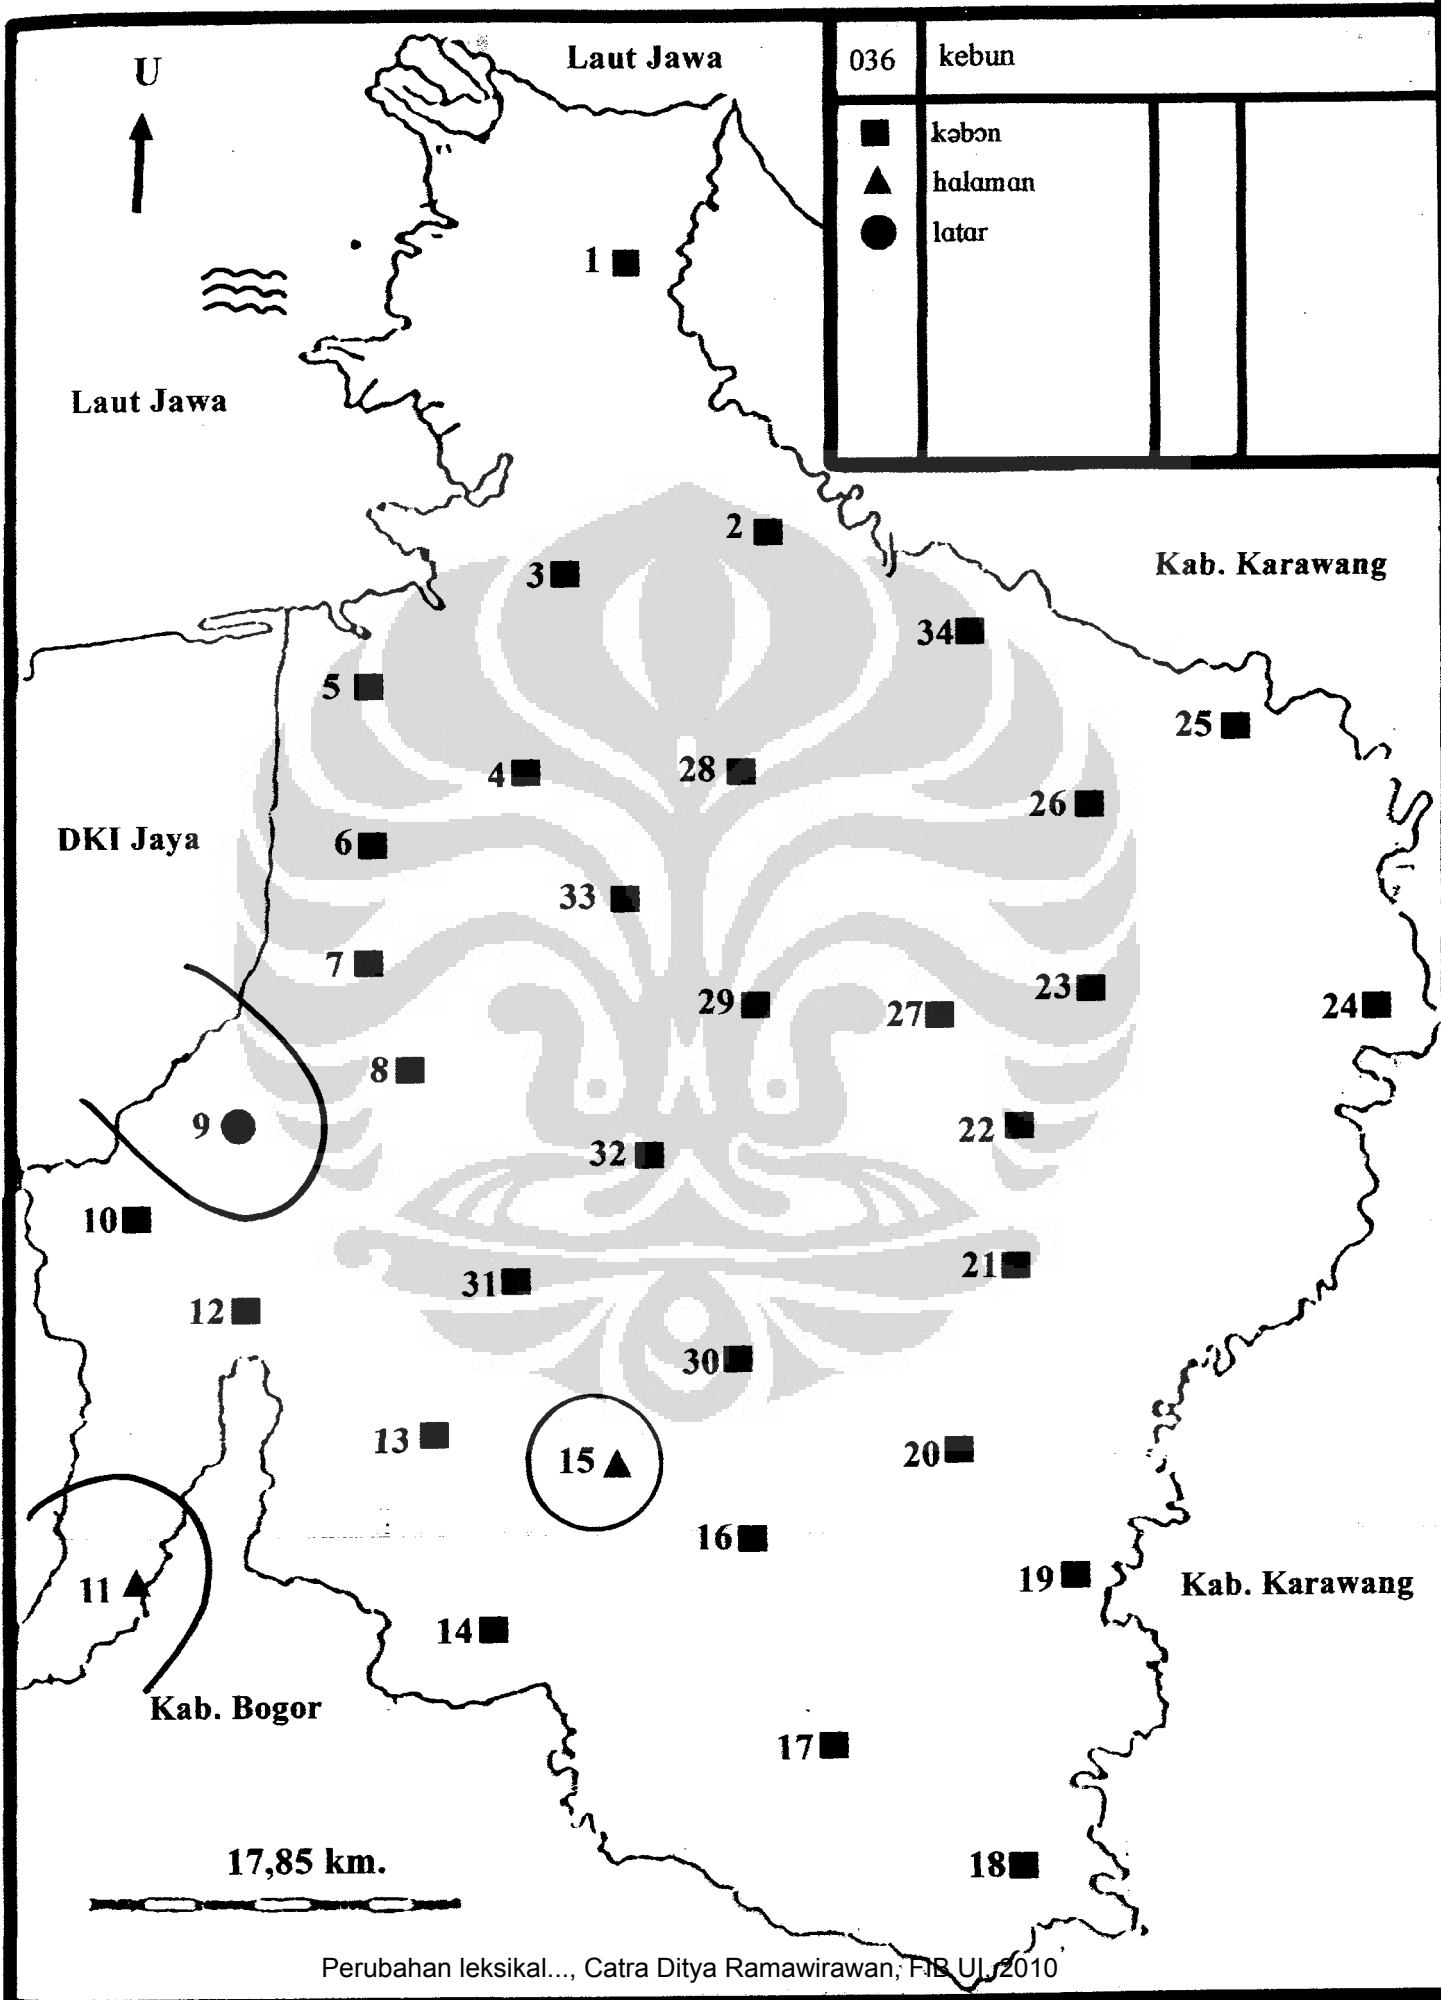 U
Laut Jawa
036 kebun
kəbɔn
halaman
latar
1
Laut Jawa
2
3
Kab. Karawang
34
5
25
4
28
26
DKI Jaya
6
33
7
23
29
27
24
8
9
22
32
10
21
31
12
30
13
15
20
16
19
Kab. Karawang
11
14
Kab. Bogor
17
17,85 km.
18
Perubahan leksikal..., Catra Ditya Ramawirawan, FIB UI, 2010